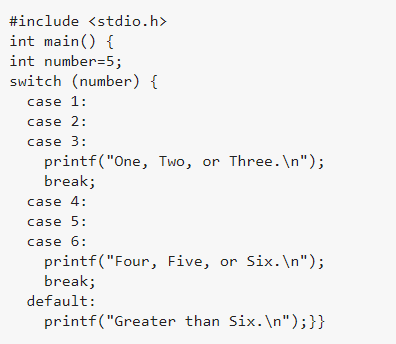 #include <stdio.h>
int main() {
int number=5;
switch (number) {
  case 1:
  case 2:
  case 3:
    printf("One, Two, or Three.\n");
    break;
  case 4:
  case 5:
  case 6:
    printf("Four, Five, or Six.\n");
    break;
  default:
    printf("Greater than Six.\n");}}